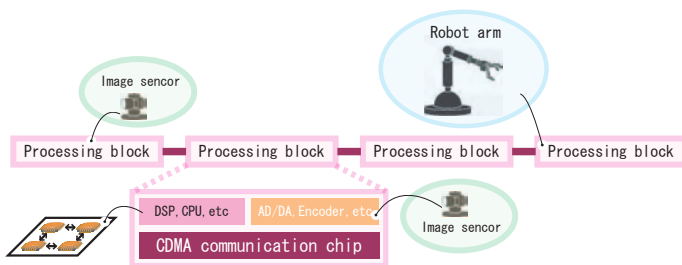 Robot arm
Image sencor
Processing block
Processing block
Processing block
Processing block
DSP,CPU,etc
AD/DA,Encoder,etc
Image sencor
CDMA communication chip